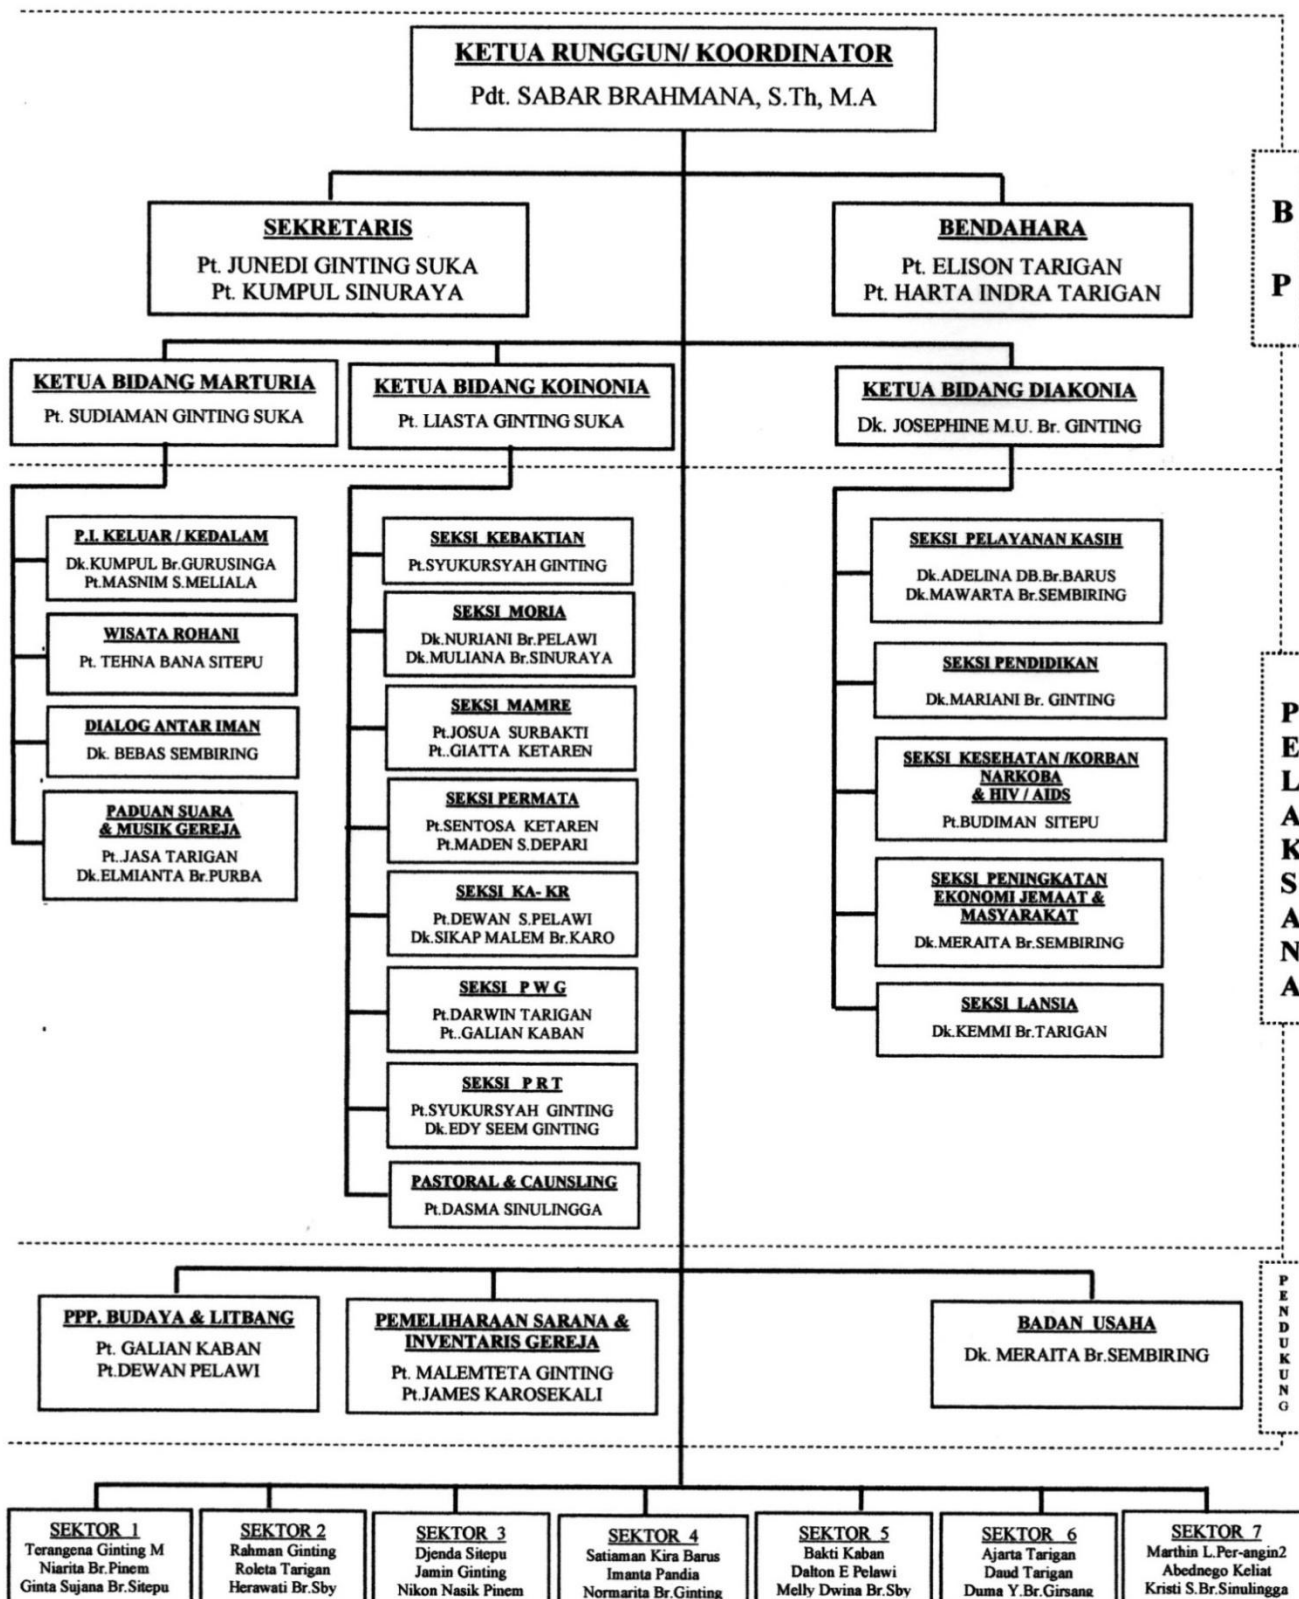 KETUA RUNGGUN/ KOORDINATOR
Pdt. SABAR BRAHMANA, S.Th, M.A
B
P
SEKRETARIS
Pt. JUNEDI GINTING SUKA
Pt. KUMPUL SINURAYA
BENDAHARA
Pt. ELISON TARIGAN
Pt. HARTA INDRA TARIGAN
KETUA BIDANG MARTURIA
Pt. SUDIAMAN GINTING SUKA
KETUA BIDANG KOINONIA
Pt. LIASTA GINTING SUKA
KETUA BIDANG DIAKONIA
Dk. JOSEPHINE M.U. Br. GINTING
P.I. KELUAR / KEDALAM
Dk.KUMPUL Br.GURUSINGA
Pt.MASNIM S.MELIALA
WISATA ROHANI
Pt. TEHNA BANA SITEPU
DIALOG ANTAR IMAN
Dk. BEBAS SEMBIRING
PADUAN SUARA
& MUSIK GEREJA
Pt..JASA TARIGAN
Dk.ELMIANTA Br.PURBA
SEKSI KEBAKTIAN
Pt.SYUKURSYAH GINTING
SEKSI MORIA
Dk.NURIANI Br.PELAWI
Dk.MULIANA Br.SINURAYA
SEKSI MAMRE
Pt.JOSUA SURBAKTI
Pt..GIATTA KETAREN
SEKSI PERMATA
Pt.SENTOSA KETAREN
Pt.MADEN S.DEPARI
SEKSI KA- KR
Pt.DEWAN S.PELAWI
Dk.SIKAP MALEM Br.KARO
SEKSI P W G
Pt.DARWIN TARIGAN
Pt..GALIAN KABAN
SEKSI P R T
Pt.SYUKURSYAH GINTING
Dk.EDY SEEM GINTING
PASTORAL & CAUNSLING
Pt.DASMA SINULINGGA
SEKSI PELAYANAN KASIH
Dk.ADELINA DB.Br.BARUS
Dk.MAWARTA Br.SEMBIRING
SEKSI PENDIDIKAN
Dk.MARIANI Br. GINTING
SEKSI KESEHATAN /KORBAN
NARKOBA
& HIV / AIDS
Pt.BUDIMAN SITEPU
SEKSI PENINGKATAN
EKONOMI JEMAAT &
MASYARAKAT
Dk.MERAITA Br.SEMBIRING
SEKSI LANSIA
Dk.KEMMI Br.TARIGAN
P
E
L
A
K
S
A
N
A
PPP. BUDAYA & LITBANG
Pt. GALIAN KABAN
Pt.DEWAN PELAWI
PEMELIHARAAN SARANA &
INVENTARIS GEREJA
Pt. MALEMTETA GINTING
Pt.JAMES KAROSEKALI
BADAN USAHA
Dk. MERAITA Br.SEMBIRING
P
E
N
D
U
K
U
N
G
SEKTOR 1
Terangena Ginting M
Niarita Br.Pinem
Ginta Sujana Br.Sitepu
SEKTOR 2
Rahman Ginting
Roleta Tarigan
Herawati Br.Sby
SEKTOR 3
Djenda Sitepu
Jamin Ginting
Nikon Nasik Pinem
SEKTOR 4
Satiaman Kira Barus
Imanta Pandia
Normarita Br.Ginting
SEKTOR 5
Bakti Kaban
Dalton E Pelawi
Melly Dwina Br.Sby
SEKTOR 6
Ajarta Tarigan
Daud Tarigan
Duma Y.Br.Girsang
SEKTOR 7
Marthin L.Per-angin2
Abednego Keliat
Kristi S.Br.Sinulingga